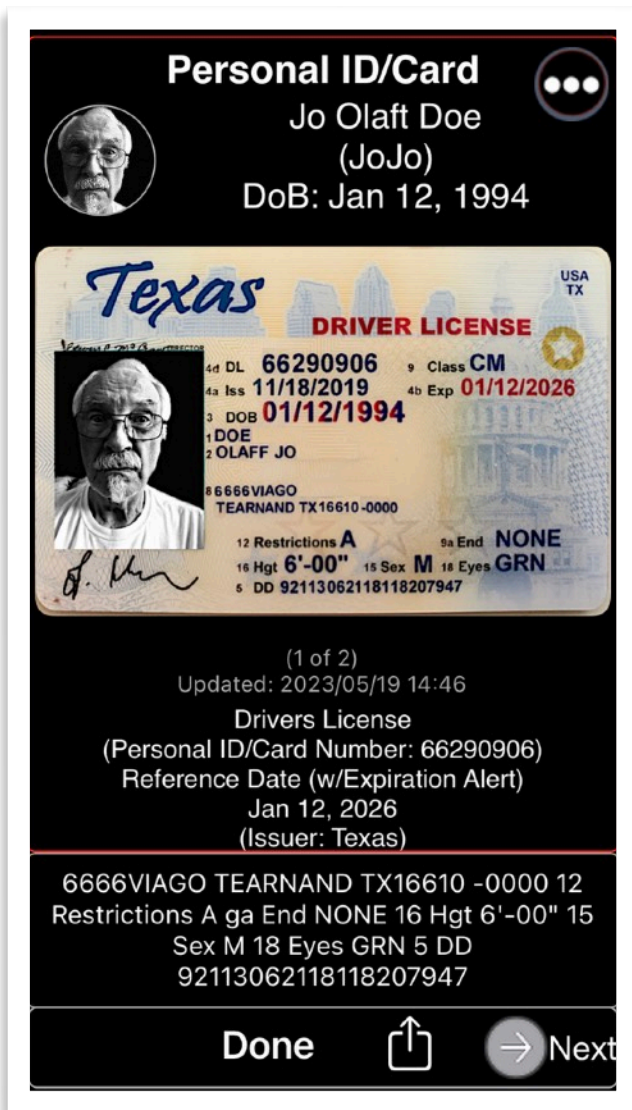 Personal ID/Card
Jo Olaft Doe
(JoJo)
DoB: Jan 12, 1994
Texas
USA
TX
DRIVER LICENSE
DIRECTOR
4d DL 66290906 9 Class CM
4a Iss 11/18/2019 4b Exp 01/12/2026
3 DOB 01/12/1994
1 DOE
2 OLAFF JO
8 6666VIAGO
TEARNAND TX16610-0000
12 Restrictions A 9a End NONE
16 Hgt 6'-00" 15 Sex M 18 Eyes GRN
5 DD 92113062118118207947
(1 of 2)
Updated: 2023/05/19 14:46
Drivers License
(Personal ID/Card Number: 66290906)
Reference Date (w/Expiration Alert)
Jan 12, 2026
(Issuer: Texas)
6666VIAGO TEARNAND TX16610 -0000 12
Restrictions A ga End NONE 16 Hgt 6'-00" 15
Sex M 18 Eyes GRN 5 DD
92113062118118207947
Done
Next